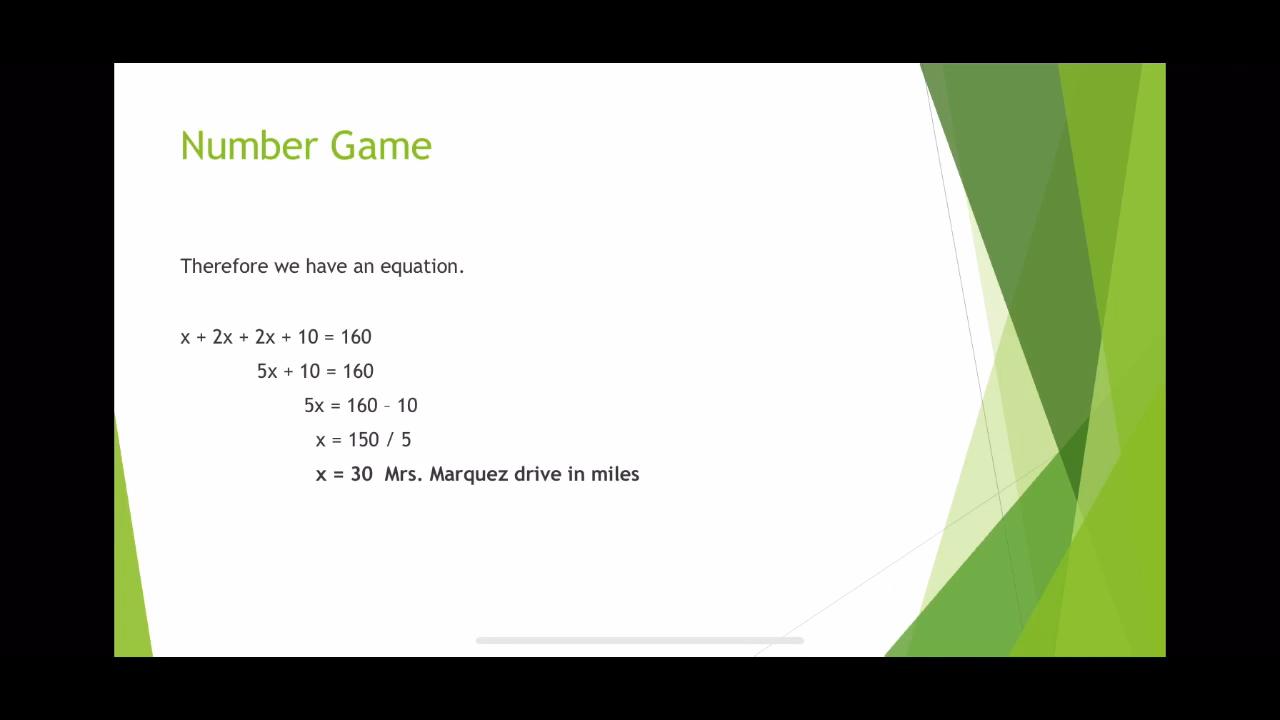 Number Game
Therefore we have an equation.
x + 2x + 2x + 10 = 160
5x + 10 = 160
5x = 160 – 10
x = 150 / 5
x = 30  Mrs. Marquez drive in miles